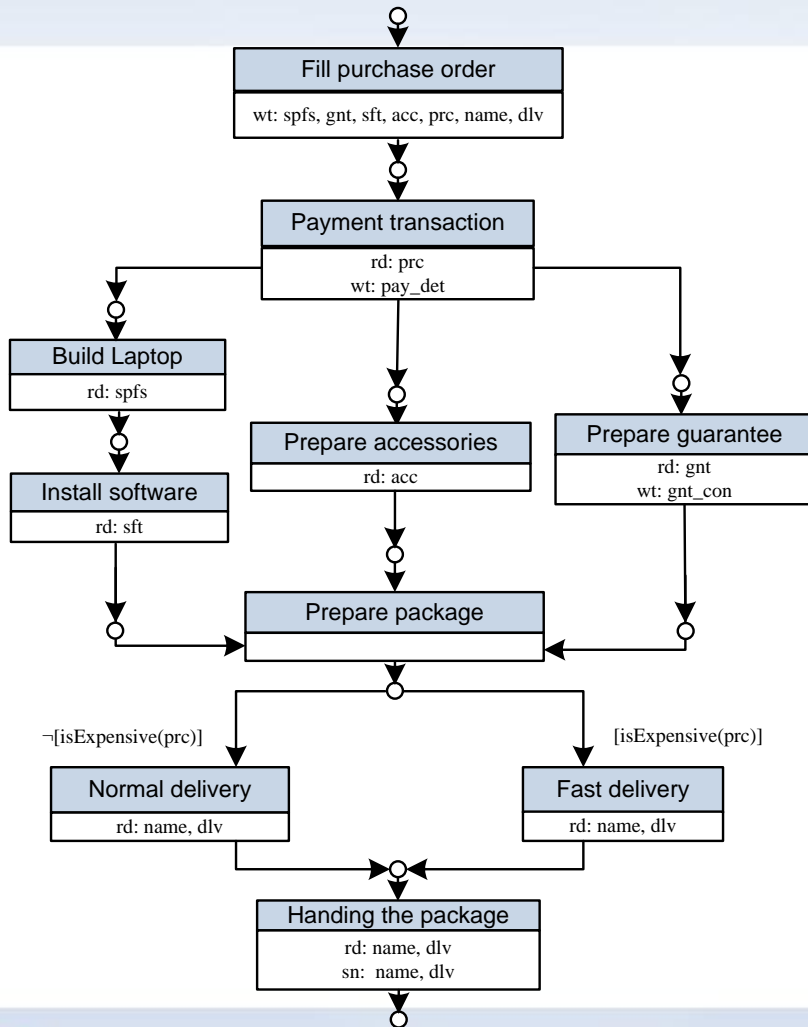 Fill purchase order
wt: spfs, gnt, sft, acc, prc, name, dlv
Payment transaction
rd: prc
wt: pay_det
Build Laptop
rd: spfs
Prepare accessories
rd: acc
Prepare guarantee
rd: gnt
wt: gnt_con
Install software
rd: sft
Prepare package
¬[isExpensive(prc)]
[isExpensive(prc)]
Normal delivery
rd: name, dlv
Fast delivery
rd: name, dlv
Handing the package
rd: name, dlv
sn: name, dlv